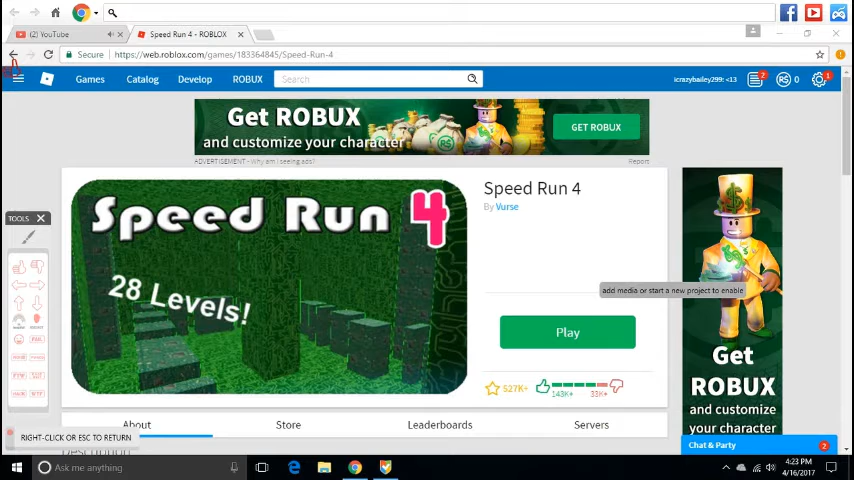 YouTube
Speed Run 4 - ROBLOX
Secure https://web.roblox.com/games/183364845/Speed-Run-4
Games Catalog Develop ROBUX Search icrazybailey299: <13 2 R$ 0 1
Get ROBUX
and customize your character
GET ROBUX
ADVERTISEMENT - Why am I seeing ads? Report
Speed Run 4
28 Levels!
Speed Run 4
By Vurse
TOOLS
add media or start a new project to enable
Play
527K+ 143K+ 33K+
Get
ROBUX
and customize
your character
FAIL
RIGHT-CLICK OR ESC TO RETURN
About Store Leaderboards Servers
Description
Chat & Party 2
Ask me anything
4:23 PM
4/16/2017